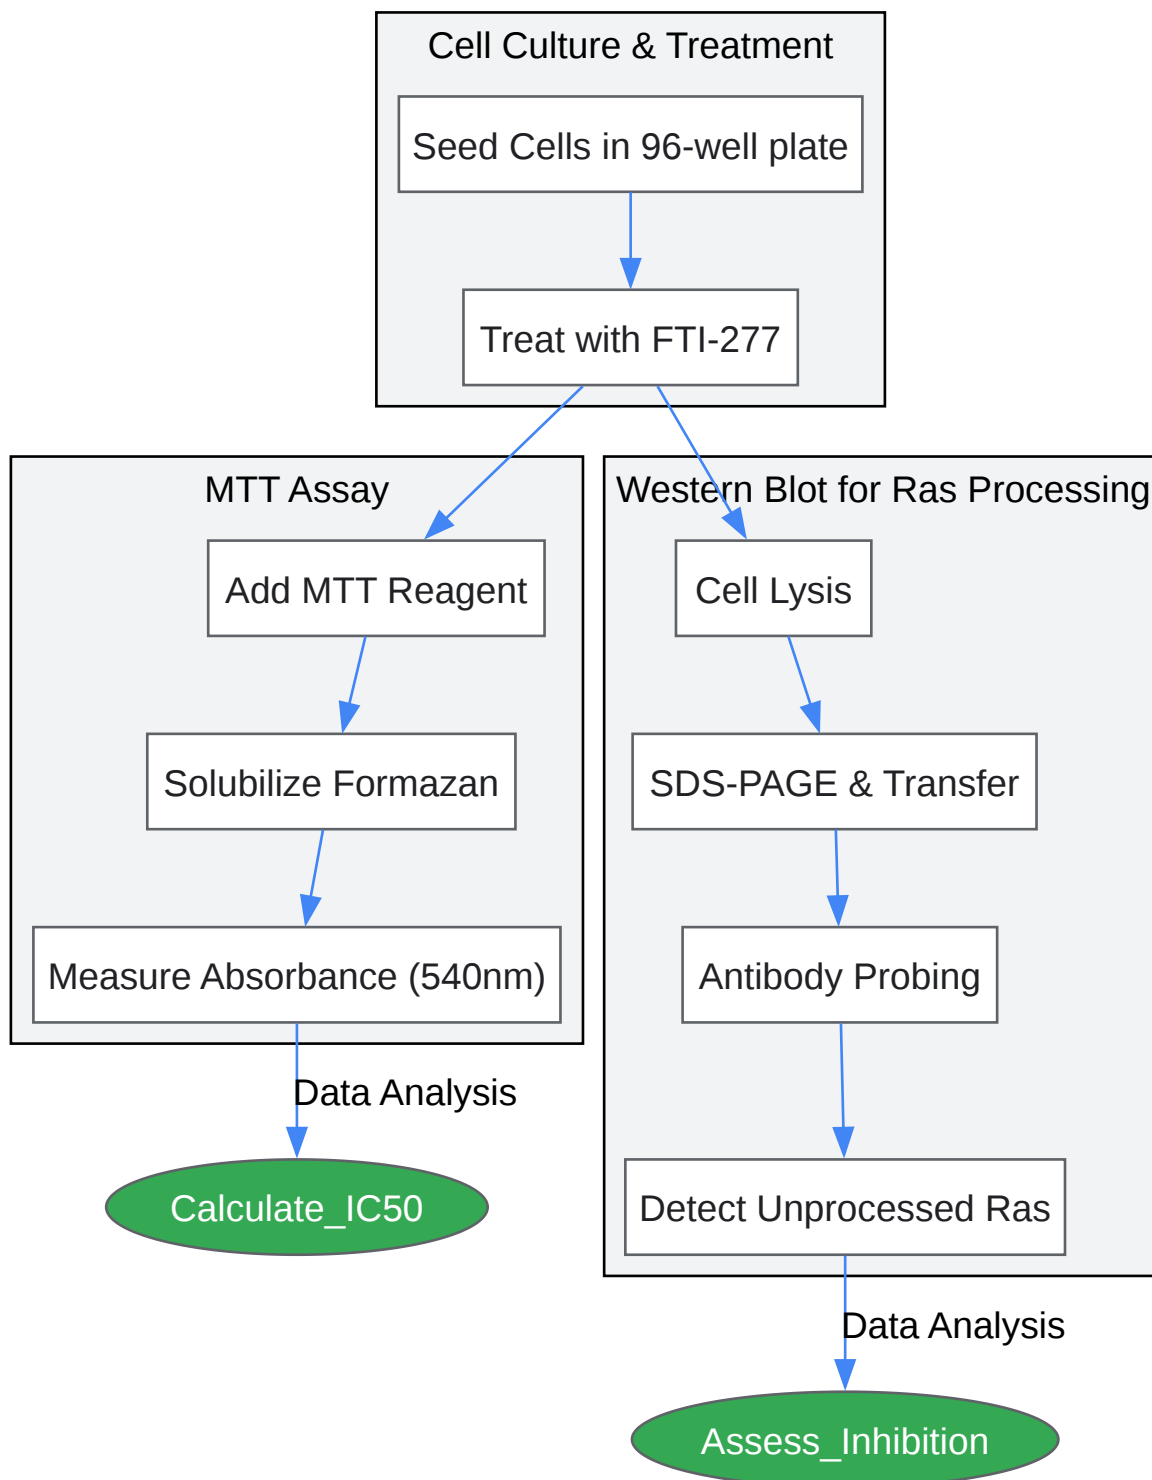 Cell Culture & Treatment
Seed Cells in 96-well plate
Treat with FTI-277
MTT Assay
Add MTT Reagent
Solubilize Formazan
Measure Absorbance (540nm)
Data Analysis
Calculate_IC50
Western Blot for Ras Processing
Cell Lysis
SDS-PAGE & Transfer
Antibody Probing
Detect Unprocessed Ras
Data Analysis
Assess_Inhibition